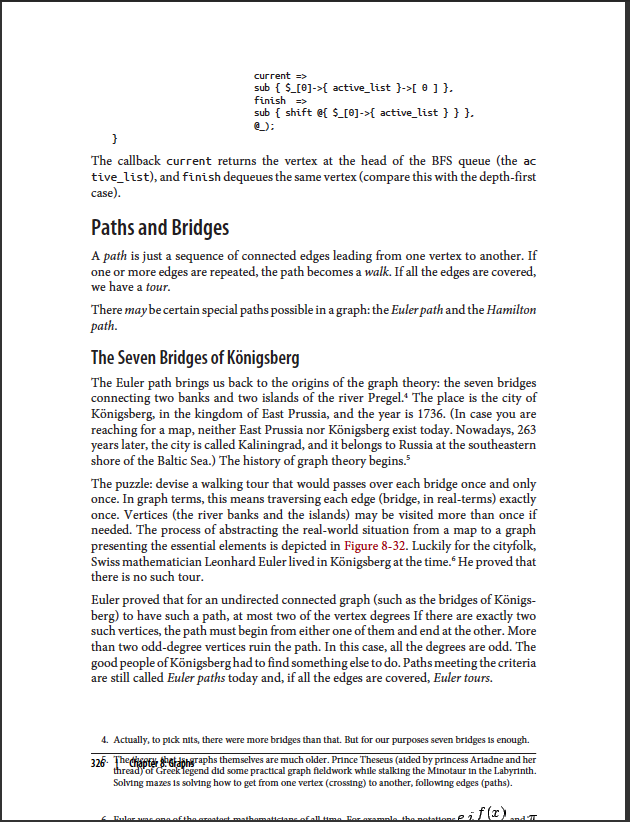 current =>
sub { $_[0]->{ active_list }->[ 0 ] },
finish =>
sub { shift @{ $_[0]->{ active_list } } },
@_);
}
The callback current returns the vertex at the head of the BFS queue (the ac
tive_list), and finish dequeues the same vertex (compare this with the depth-first
case).
Paths and Bridges
A path is just a sequence of connected edges leading from one vertex to another. If
one or more edges are repeated, the path becomes a walk. If all the edges are covered,
we have a tour.
There may be certain special paths possible in a graph: the Euler path and the Hamilton
path.
The Seven Bridges of Königsberg
The Euler path brings us back to the origins of the graph theory: the seven bridges
connecting two banks and two islands of the river Pregel.⁴ The place is the city of
Königsberg, in the kingdom of East Prussia, and the year is 1736. (In case you are
reaching for a map, neither East Prussia nor Königsberg exist today. Nowadays, 263
years later, the city is called Kaliningrad, and it belongs to Russia at the southeastern
shore of the Baltic Sea.) The history of graph theory begins.⁵
The puzzle: devise a walking tour that would passes over each bridge once and only
once. In graph terms, this means traversing each edge (bridge, in real-terms) exactly
once. Vertices (the river banks and the islands) may be visited more than once if
needed. The process of abstracting the real-world situation from a map to a graph
presenting the essential elements is depicted in Figure 8-32. Luckily for the cityfolk,
Swiss mathematician Leonhard Euler lived in Königsberg at the time.⁶ He proved that
there is no such tour.
Euler proved that for an undirected connected graph (such as the bridges of Königs-
berg) to have such a path, at most two of the vertex degrees If there are exactly two
such vertices, the path must begin from either one of them and end at the other. More
than two odd-degree vertices ruin the path. In this case, all the degrees are odd. The
good people of Königsberg had to find something else to do. Paths meeting the criteria
are still called Euler paths today and, if all the edges are covered, Euler tours.
4. Actually, to pick nits, there were more bridges than that. But for our purposes seven bridges is enough.
5. The theory, that is: graphs themselves are much older. Prince Theseus (aided by princess Ariadne and her
326 | Chapter 8: Graphs
thread) of Greek legend did some practical graph fieldwork while stalking the Minotaur in the Labyrinth.
Solving mazes is solving how to get from one vertex (crossing) to another, following edges (paths).
6. Euler was one of the greatest mathematicians of all time. For example, the notations e i f(x) and π